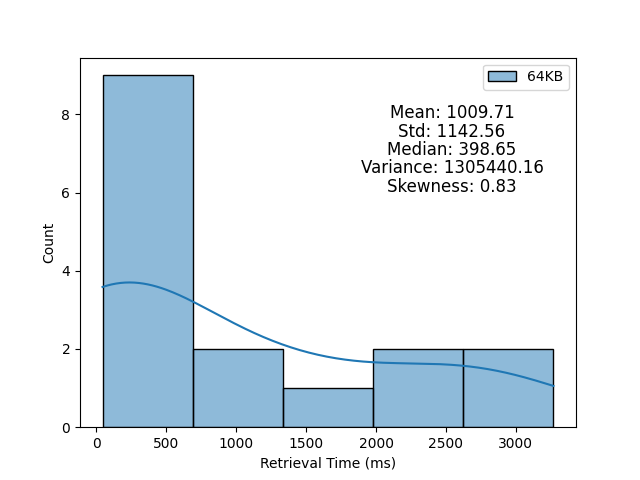 64KB
Mean: 1009.71
Std: 1142.56
Median: 398.65
Variance: 1305440.16
Skewness: 0.83
8
6
4
2
0
Count
0 500 1000 1500 2000 2500 3000
Retrieval Time (ms)